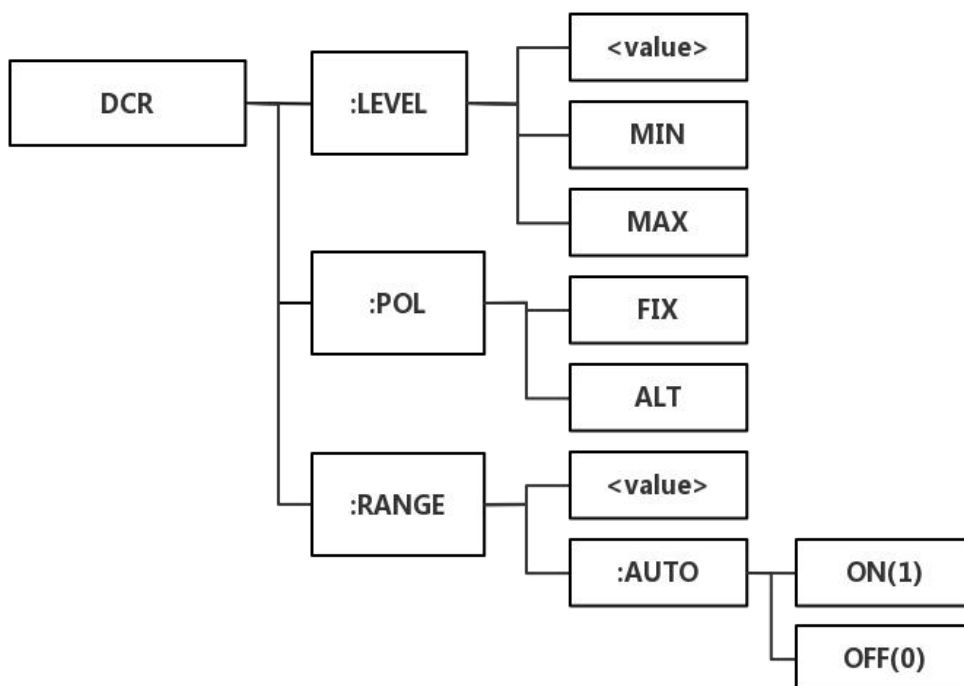 DCR
:LEVEL
<value>
MIN
MAX
:POL
FIX
ALT
:RANGE
<value>
:AUTO
ON(1)
OFF(0)